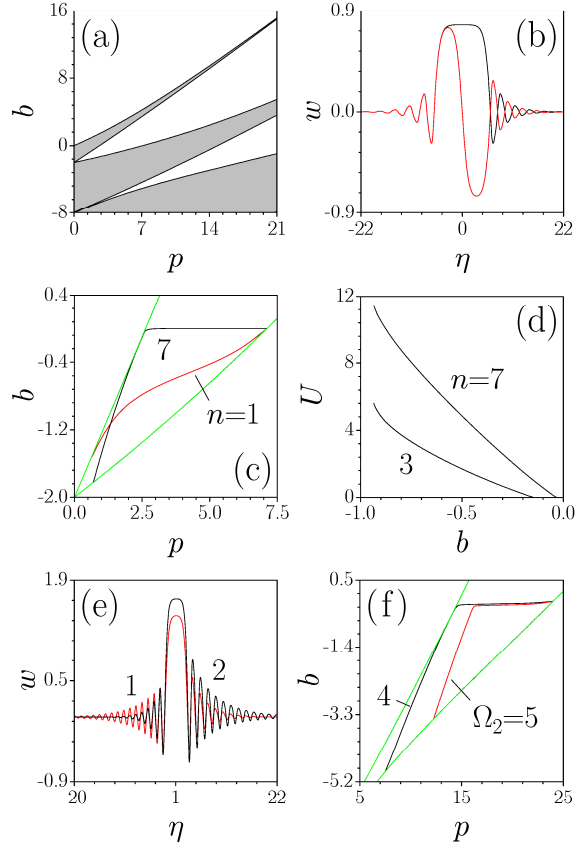 16 (a)
b
8
0
-8
0 7 14 21
p
0.9 (b)
w
0.0
-0.9
-22 0 22
η
0.4
b
-0.4
7
n=1
-1.2
(c)
-2.0
0.0 2.5 5.0 7.5
p
12 (d)
U
8
n=7
4
3
0
-1.0 -0.5 0.0
b
1.9
(e)
w
0.5
1 2
-0.9
20 1 22
η
0.5
(f)
b
-1.4
-3.3
4
Ω₂=5
-5.2
5 15 25
p